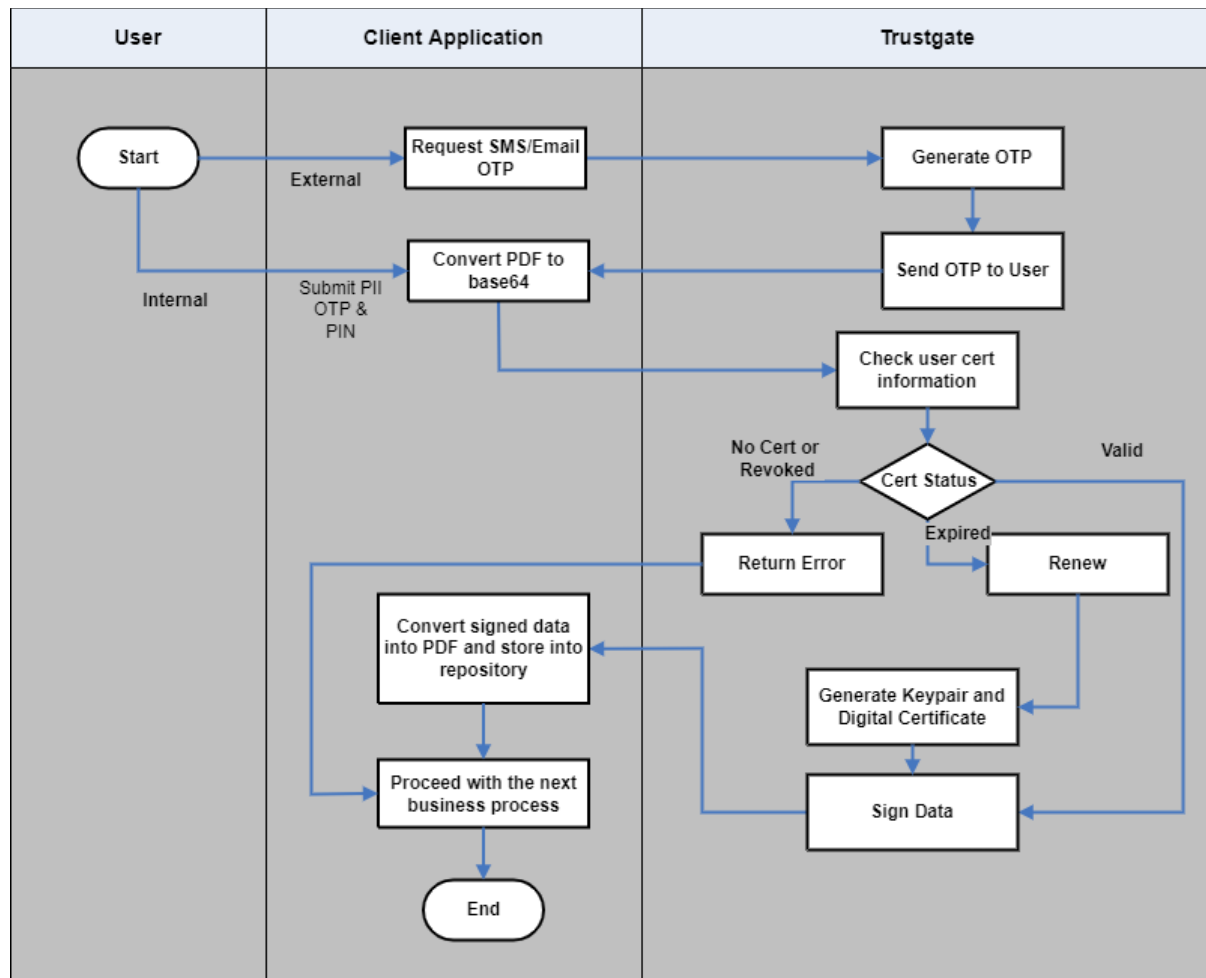 User
Client Application
Trustgate
Start
External
Request SMS/Email
OTP
Generate OTP
Internal
Submit PII
OTP &
PIN
Convert PDF to
base64
Send OTP to User
Check user cert
information
No Cert or
Revoked
Cert Status
Valid
Expired
Return Error
Renew
Convert signed data
into PDF and store into
repository
Generate Keypair and
Digital Certificate
Proceed with the next
business process
Sign Data
End